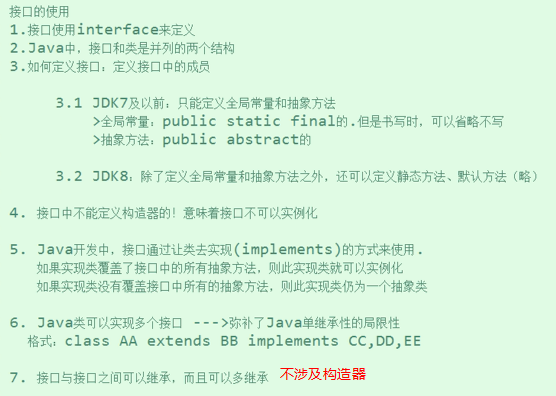 接口的使用
1.接口使用interface来定义
2.Java中，接口和类是并列的两个结构
3.如何定义接口：定义接口中的成员
3.1 JDK7及以前：只能定义全局常量和抽象方法
>全局常量：public static final的.但是书写时，可以省略不写
>抽象方法：public abstract的
3.2 JDK8：除了定义全局常量和抽象方法之外，还可以定义静态方法、默认方法（略）
4. 接口中不能定义构造器的！意味着接口不可以实例化
5. Java开发中，接口通过让类去实现(implements)的方式来使用.
如果实现类覆盖了接口中的所有抽象方法，则此实现类就可以实例化
如果实现类没有覆盖接口中所有的抽象方法，则此实现类仍为一个抽象类
6. Java类可以实现多个接口 --->弥补了Java单继承性的局限性
格式：class AA extends BB implements CC,DD,EE
7. 接口与接口之间可以继承，而且可以多继承 不涉及构造器